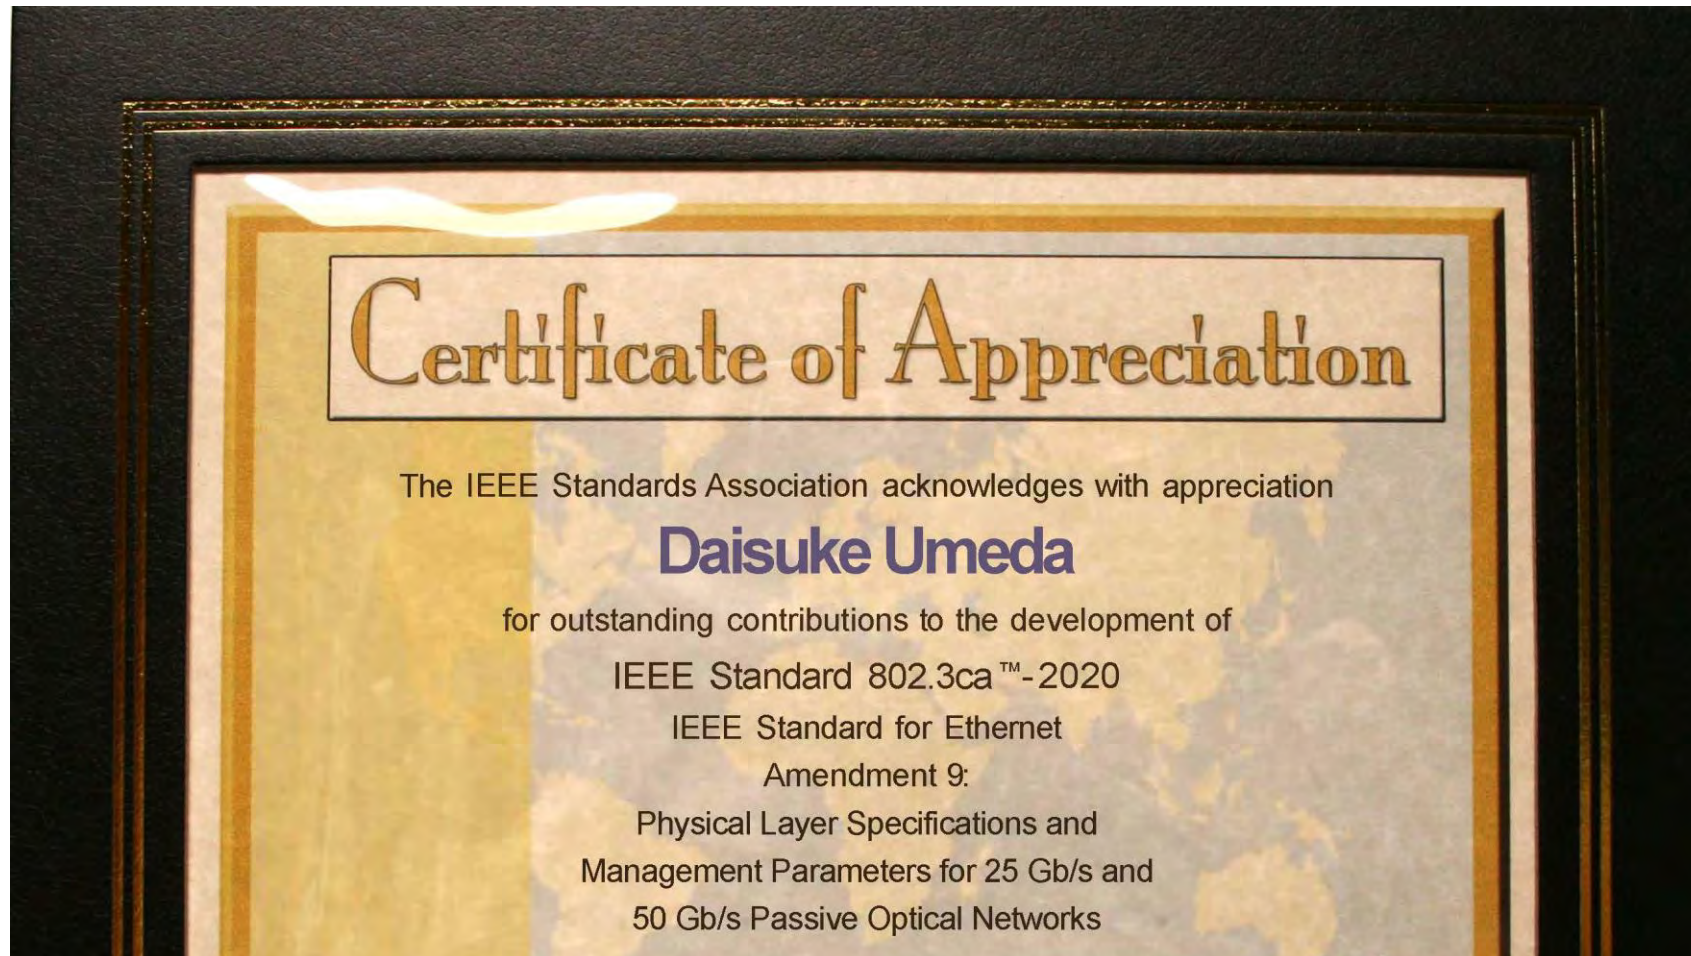 Certificate of Appreciation
The IEEE Standards Association acknowledges with appreciation
Daisuke Umeda
for outstanding contributions to the development of
IEEE Standard 802.3ca™-2020
IEEE Standard for Ethernet
Amendment 9:
Physical Layer Specifications and
Management Parameters for 25 Gb/s and
50 Gb/s Passive Optical Networks